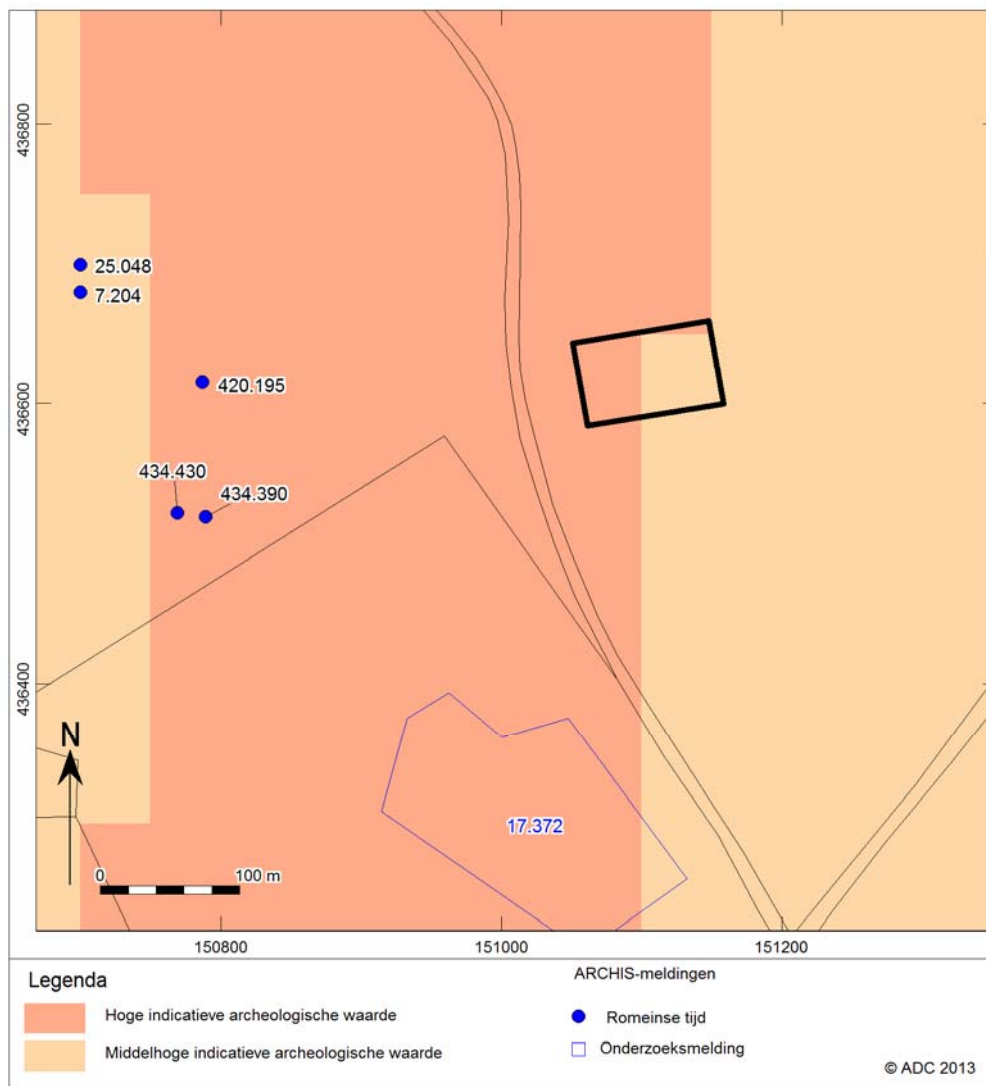 436800
25.048
7.204
420.195
436600
434.430
434.390
436400
N
17.372
0 100 m
150800 151000 151200
Legenda
Hoge indicatieve archeologische waarde
Middelhoge indicatieve archeologische waarde
ARCHIS-meldingen
Romeinse tijd
Onderzoeksmelding
© ADC 2013